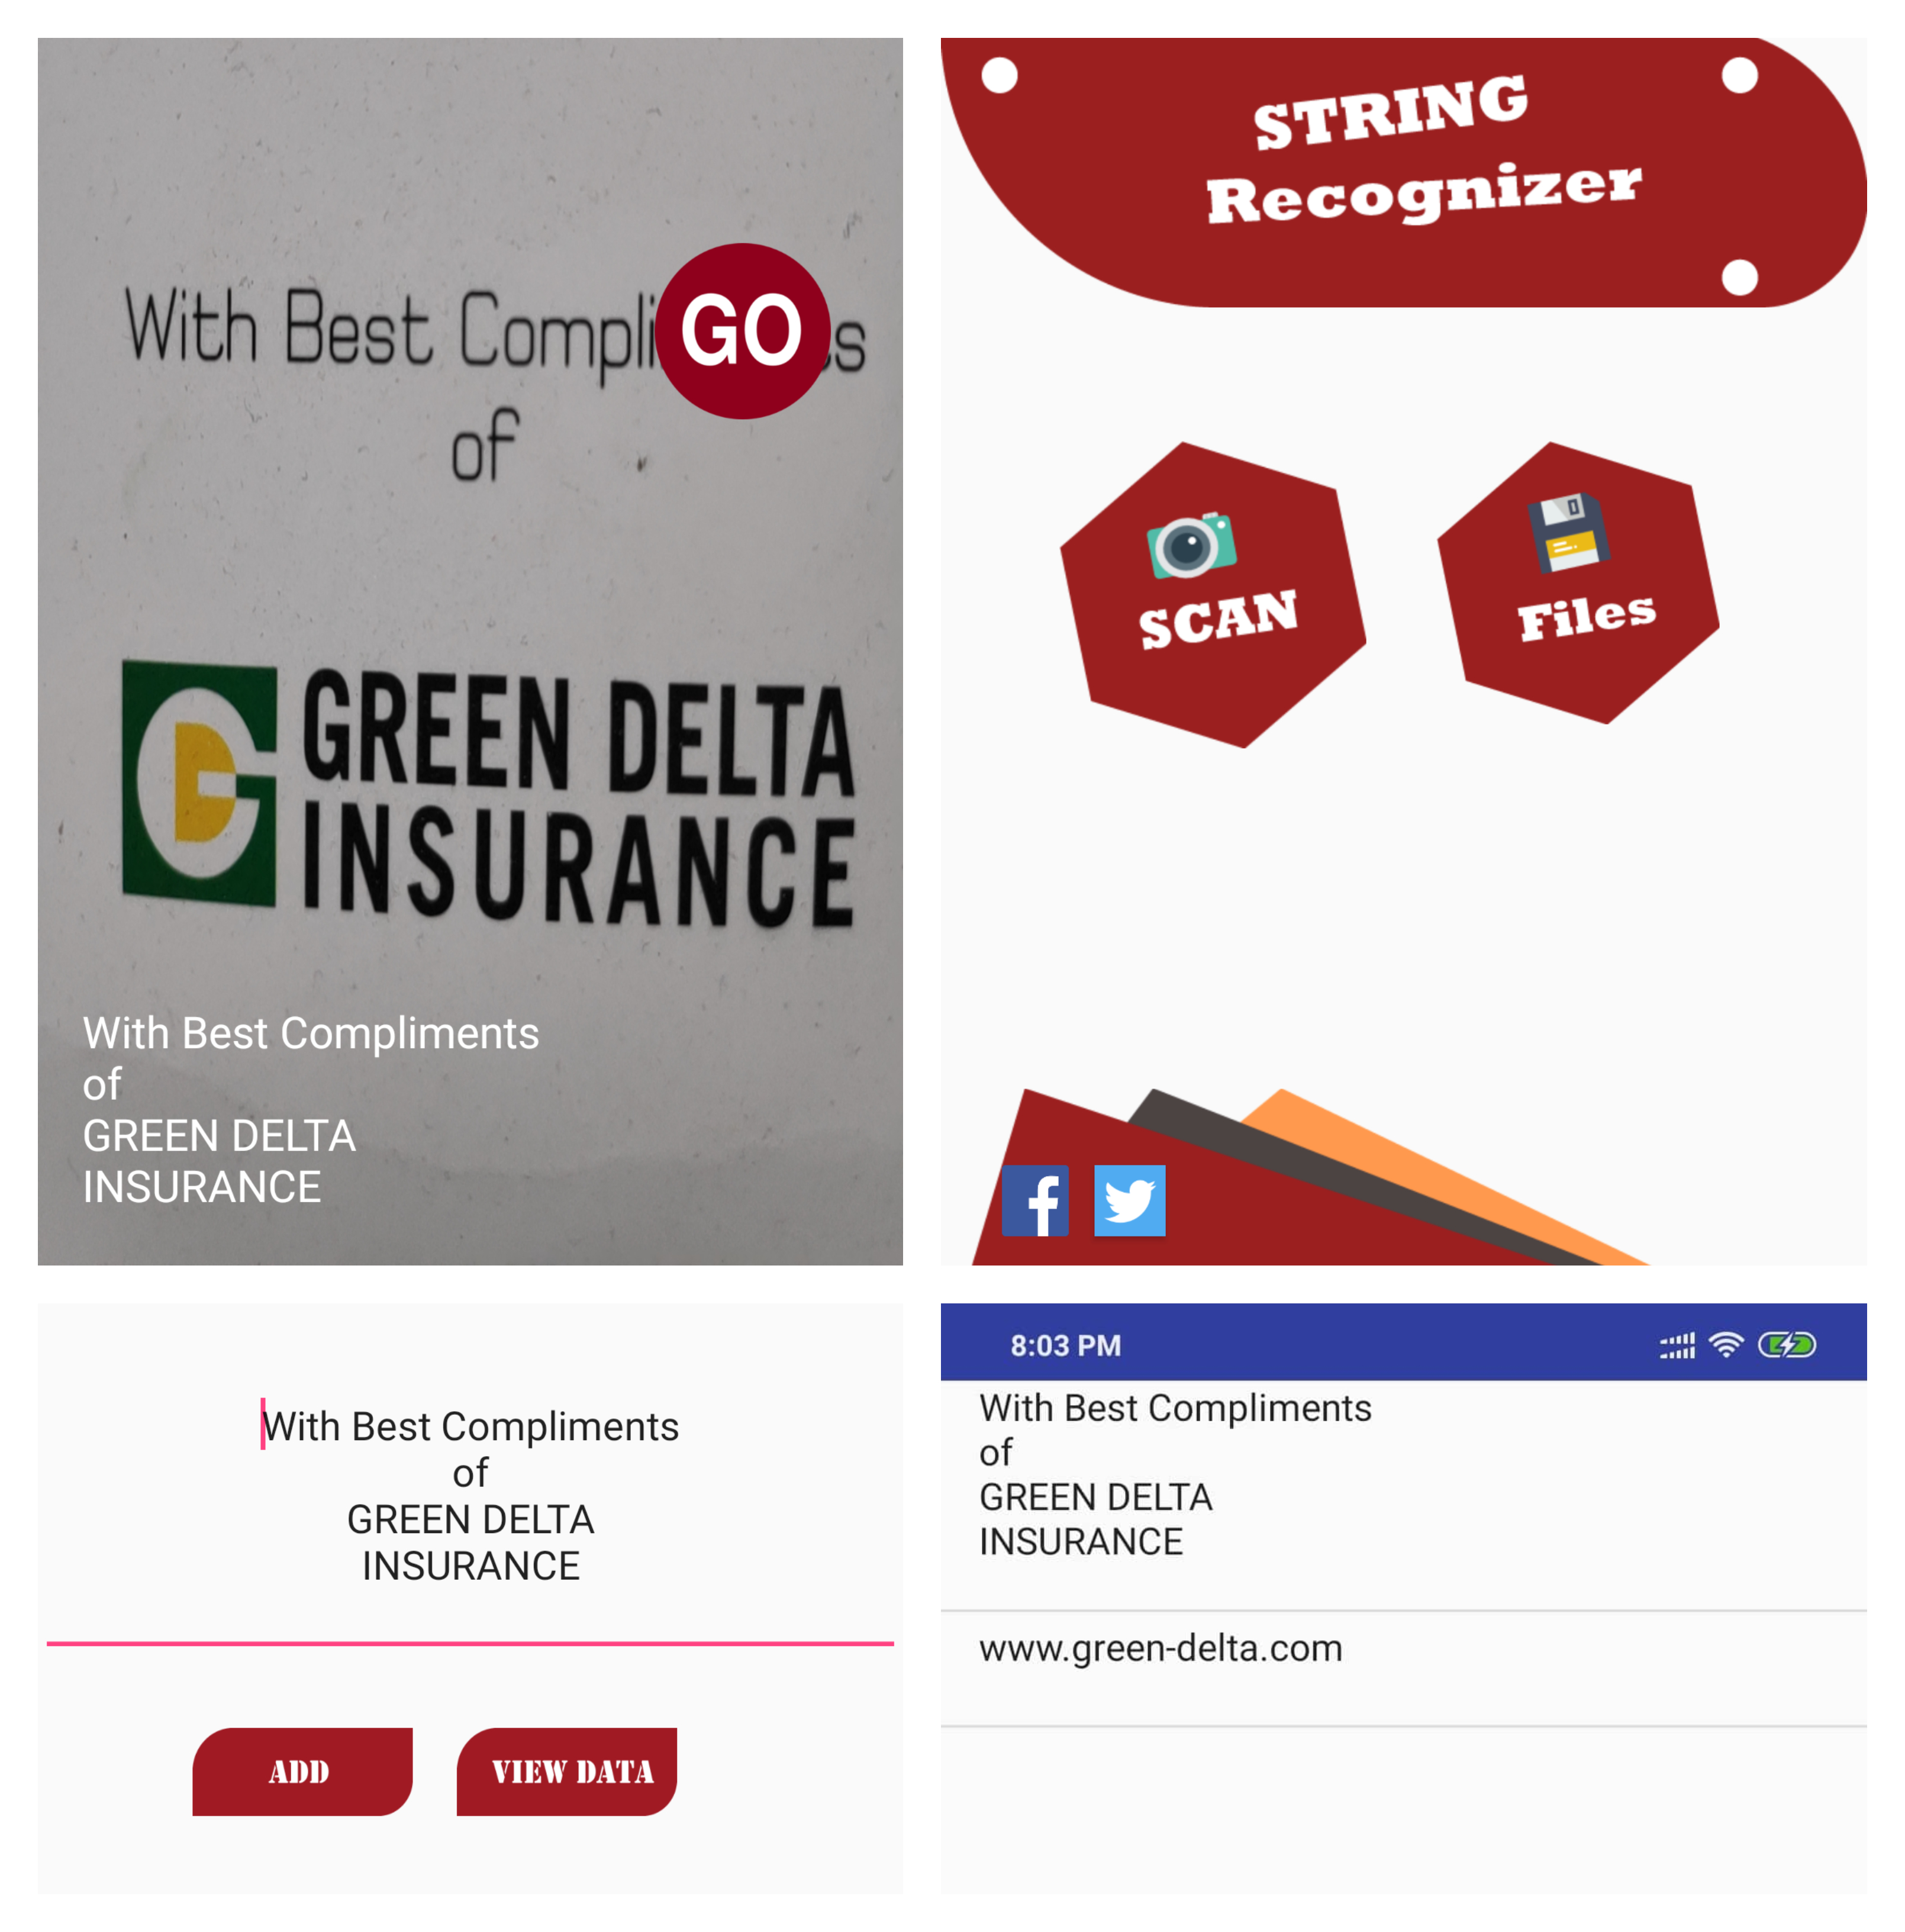 With Best Compli GO s
of
GREEN DELTA
INSURANCE
With Best Compliments
of
GREEN DELTA
INSURANCE
STRING
Recognizer
SCAN
Files
With Best Compliments
of
GREEN DELTA
INSURANCE
ADD
VIEW DATA
8:03 PM
With Best Compliments
of
GREEN DELTA
INSURANCE
www.green-delta.com